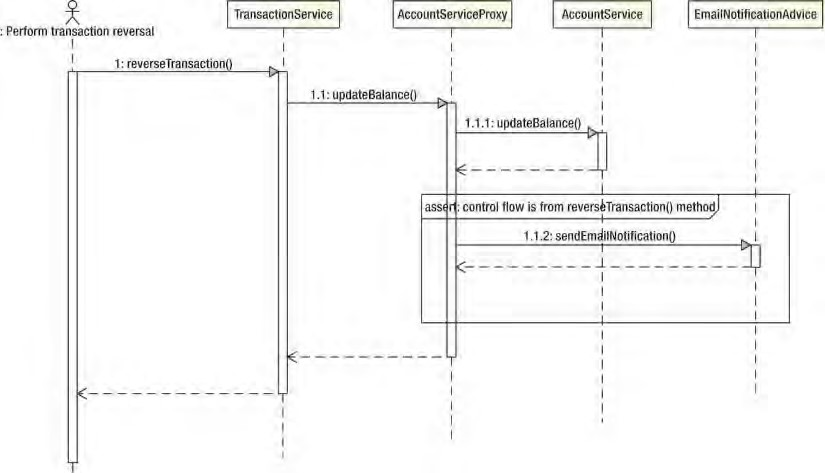 TransactionService
AccountServiceProxy
AccountService
EmailNotificationAdvice
: Perform transaction reversal
1: reverseTransaction()
1.1: updateBalance()
1.1.1: updateBalance()
assert: control flow is from reverseTransaction() method
1.1.2: sendEmailNotification()